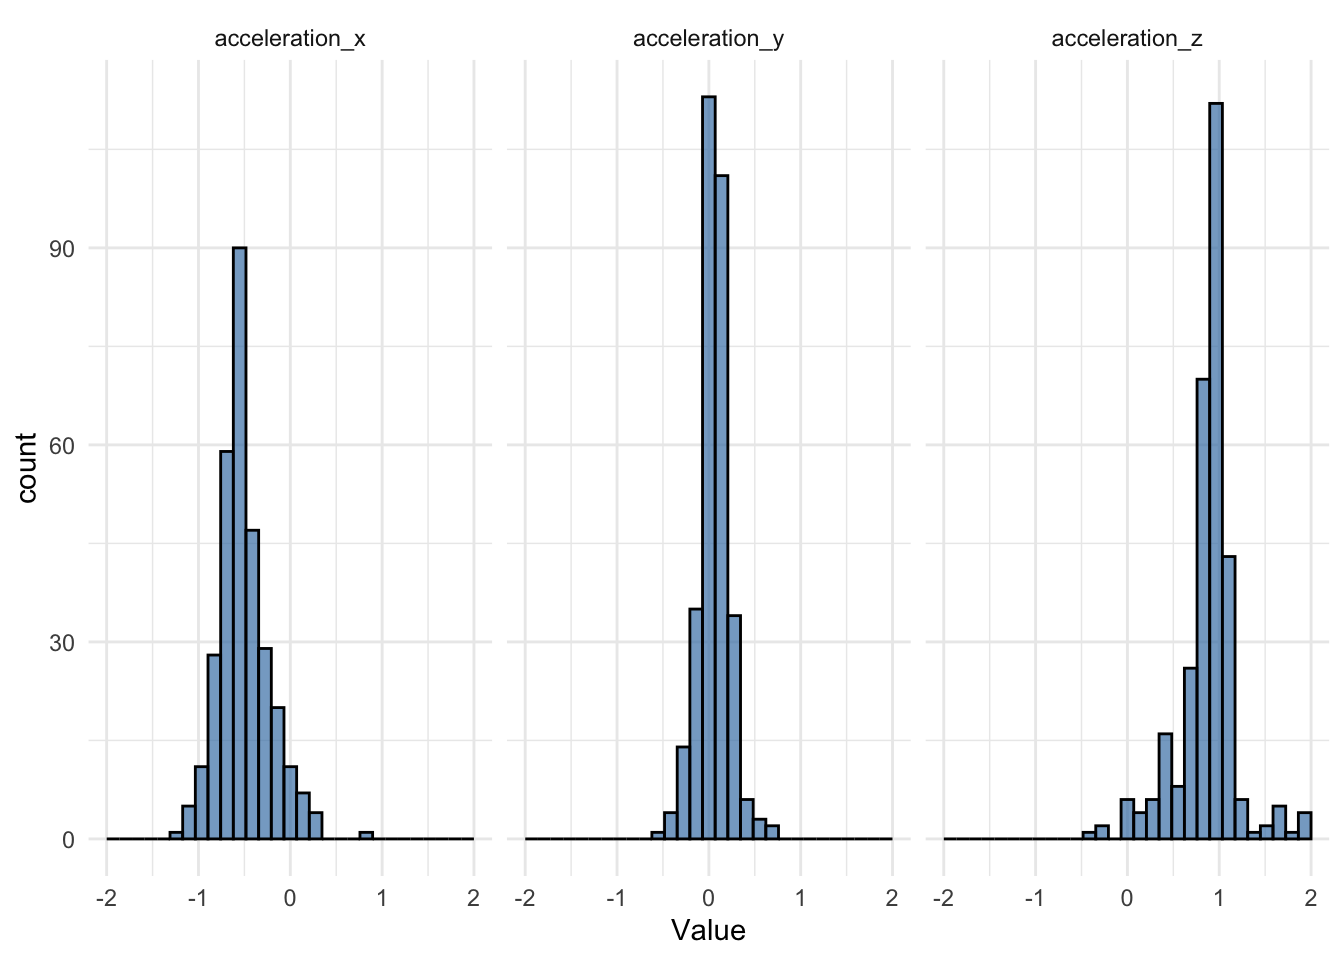 acceleration_x acceleration_y acceleration_z
count
90
60
30
0
-2 -1 0 1 2 -2 -1 0 1 2 -2 -1 0 1 2
Value